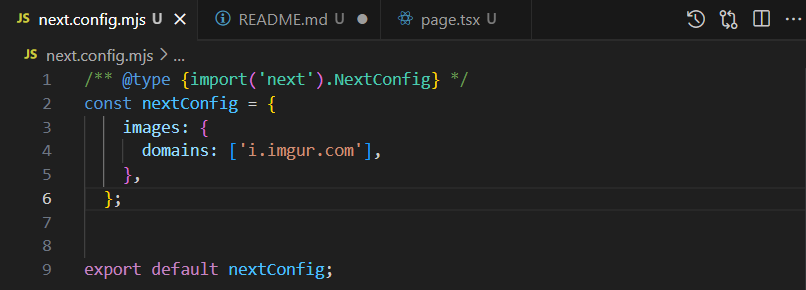 JS next.config.mjs U × README.md U ● page.tsx U
JS next.config.mjs > ...
1 /** @type {import('next').NextConfig} */
2 const nextConfig = {
3 images: {
4 domains: ['i.imgur.com'],
5 },
6 };
7
8
9 export default nextConfig;